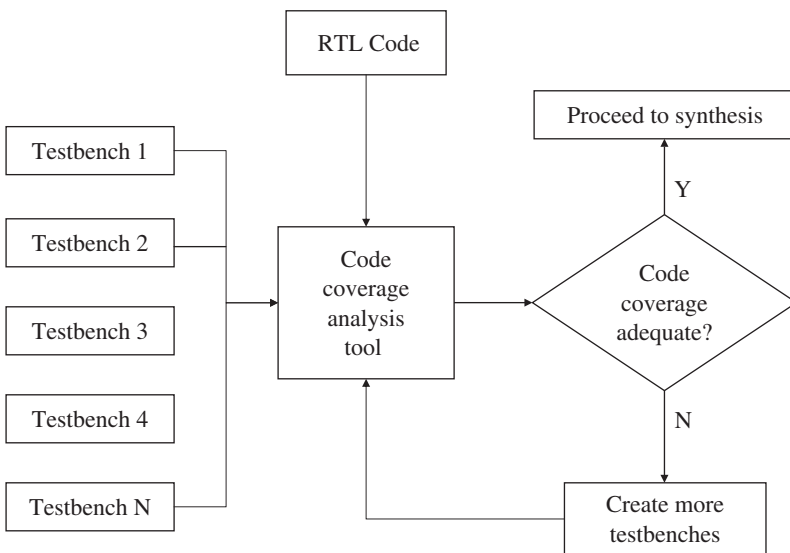 RTL Code
Proceed to synthesis
Testbench 1
Testbench 2
Testbench 3
Testbench 4
Testbench N
Code
coverage
analysis
tool
Code
coverage
adequate?
Y
N
Create more
testbenches